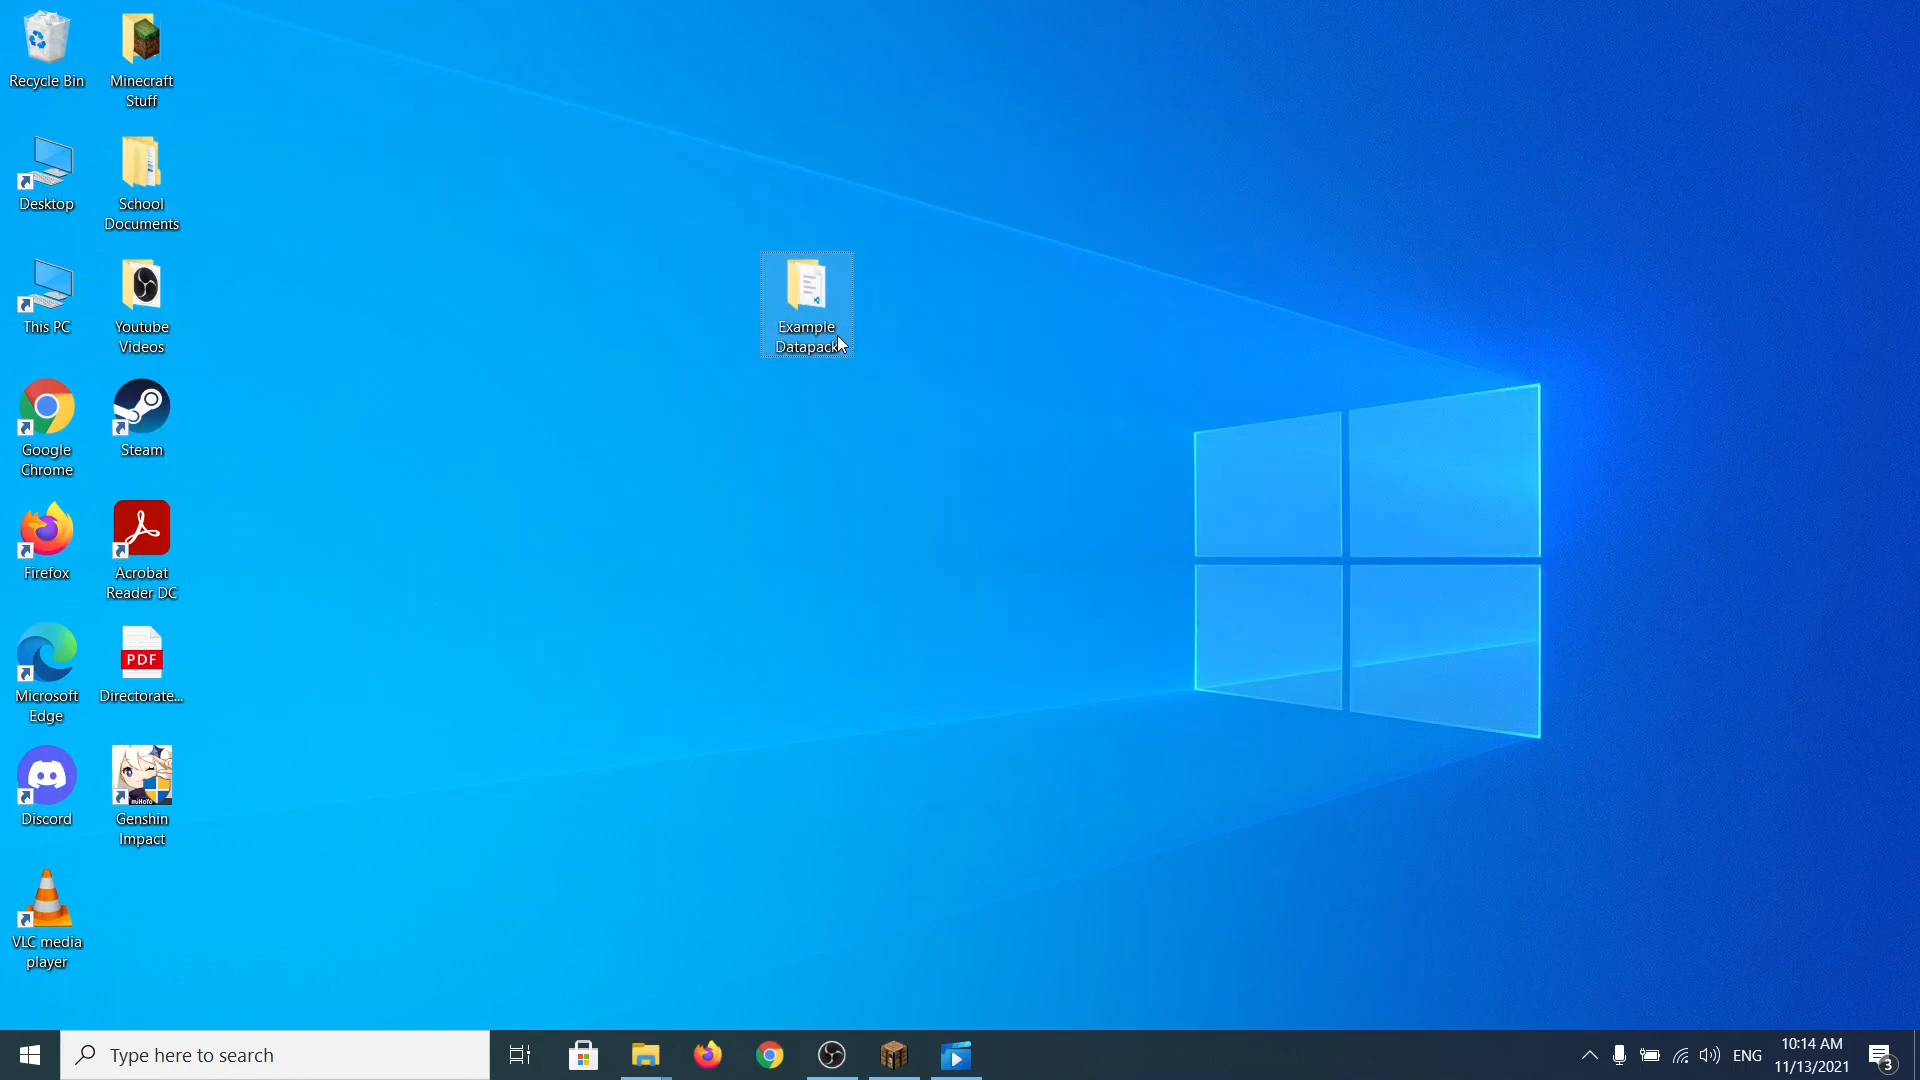 Recycle Bin
Minecraft
Stuff
Desktop
School
Documents
This PC
Youtube
Videos
Example
Datapack
Google
Chrome
Steam
Firefox
Acrobat
Reader DC
PDF
Microsoft
Edge
Directorate...
miHoYo
Discord
Genshin
Impact
VLC media
player
Type here to search
ENG
10:14 AM
11/13/2021
3